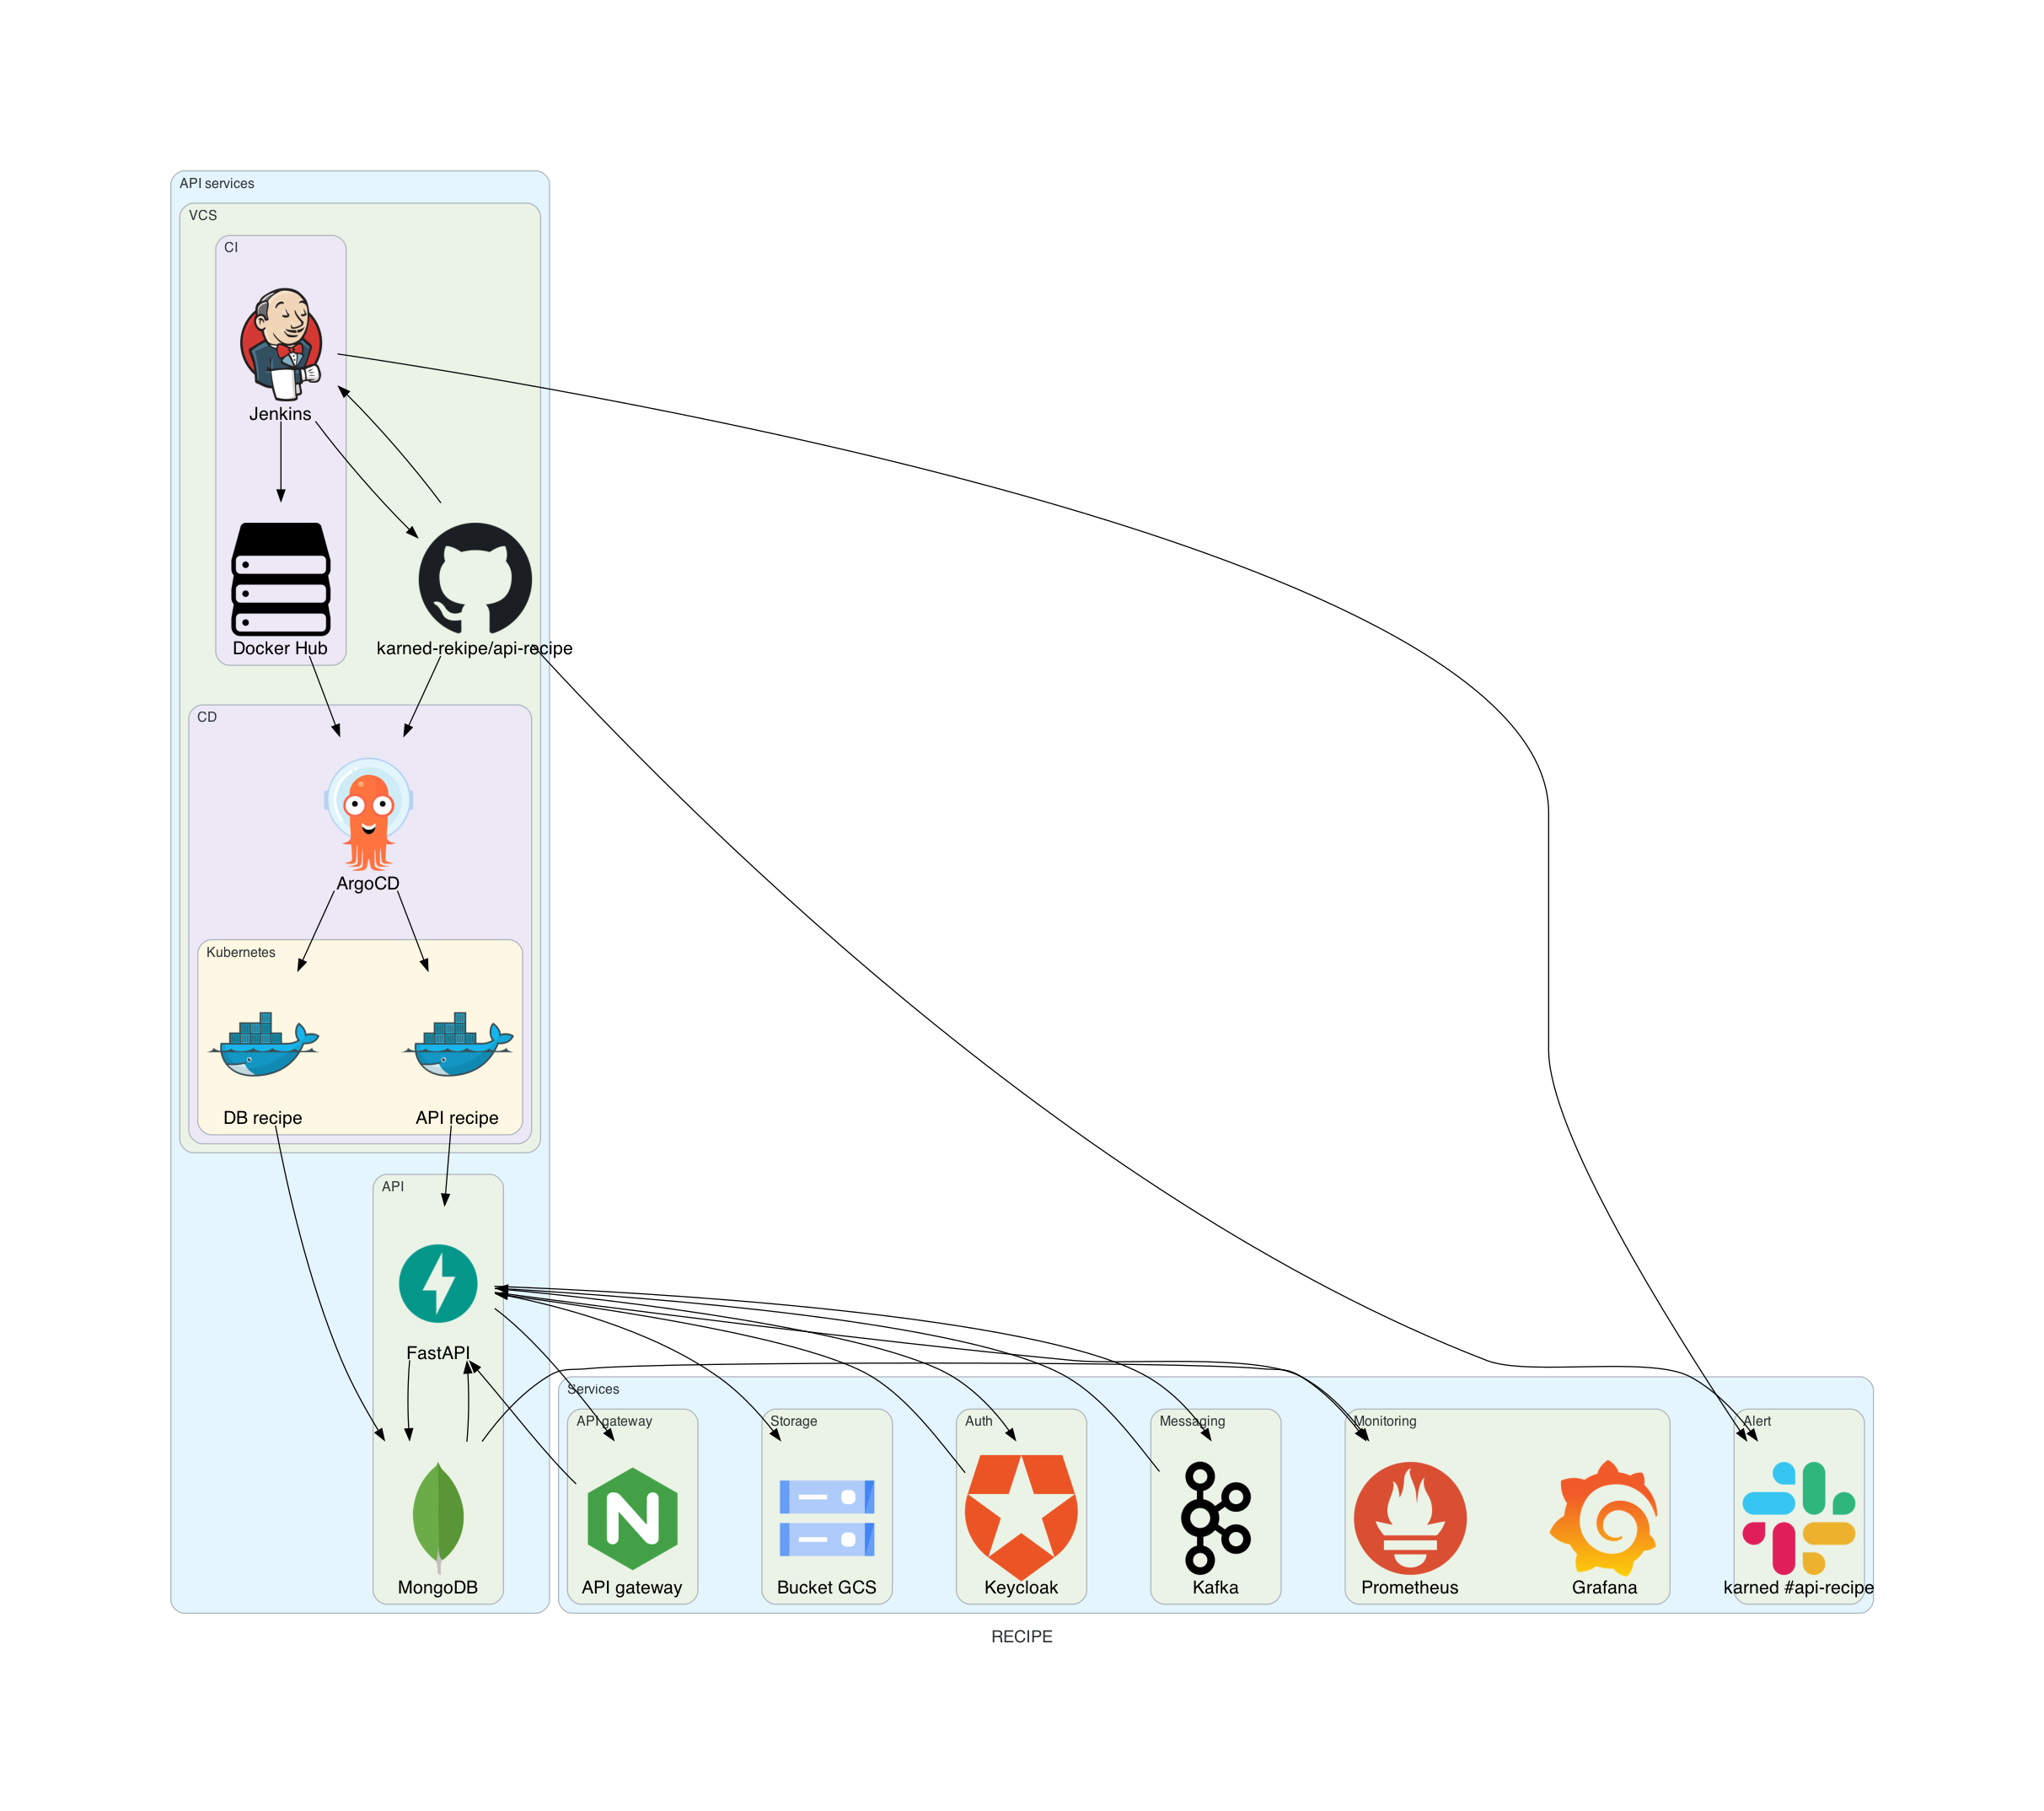 API services
VCS
CI
Jenkins
Docker Hub
karned-rekipe/api-recipe
CD
ArgoCD
Kubernetes
DB recipe
API recipe
API
FastAPI
MongoDB
Services
API gateway
API gateway
Storage
Bucket GCS
Auth
Keycloak
Messaging
Kafka
Monitoring
Prometheus
Grafana
Alert
karned #api-recipe
RECIPE